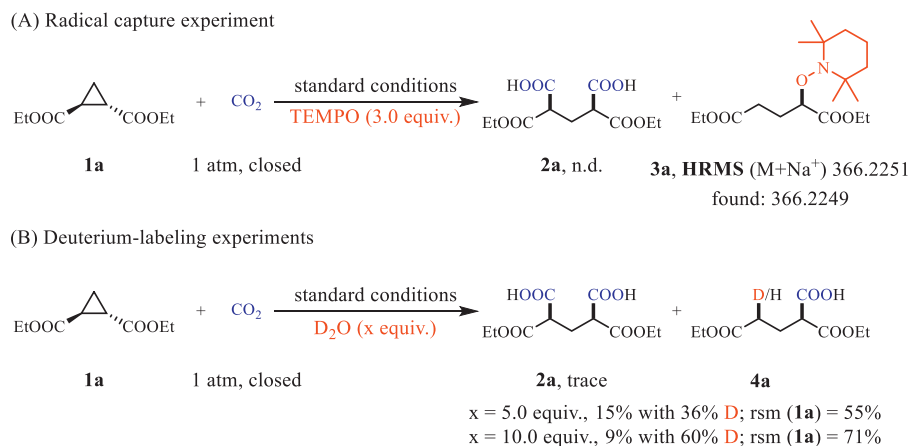 (A) Radical capture experiment
EtOOC COOEt + CO2 standard conditions TEMPO (3.0 equiv.) HOOC COOH EtOOC COOEt + EtOOC COOEt O N
1a 1 atm, closed 2a, n.d. 3a, HRMS (M+Na+) 366.2251
found: 366.2249
(B) Deuterium-labeling experiments
EtOOC COOEt + CO2 standard conditions D2O (x equiv.) HOOC COOH EtOOC COOEt + D/H COOH EtOOC COOEt
1a 1 atm, closed 2a, trace 4a
x = 5.0 equiv., 15% with 36% D; rsm (1a) = 55%
x = 10.0 equiv., 9% with 60% D; rsm (1a) = 71%